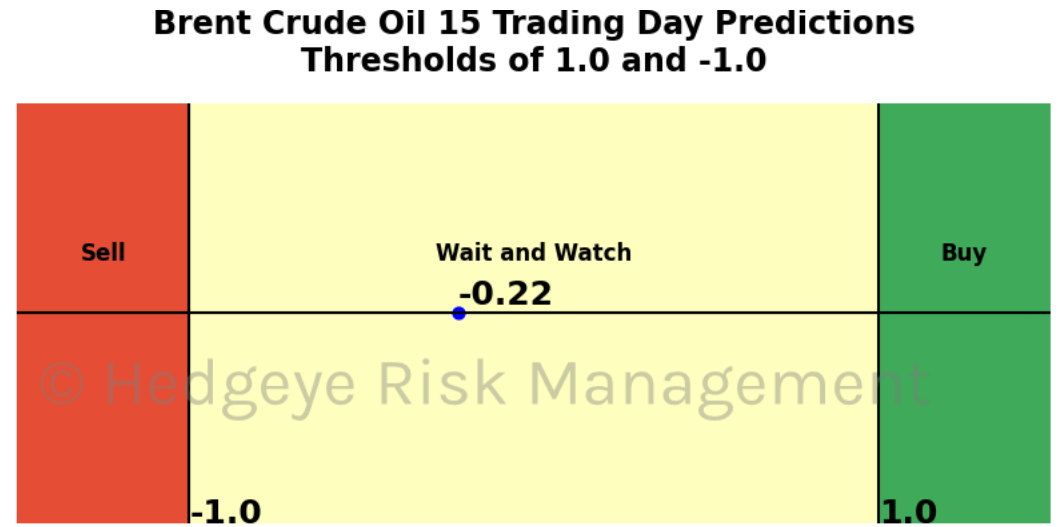 Brent Crude Oil 15 Trading Day Predictions
Thresholds of 1.0 and -1.0
Sell
Wait and Watch
Buy
-0.22
© Hedgeye Risk Management
-1.0
1.0